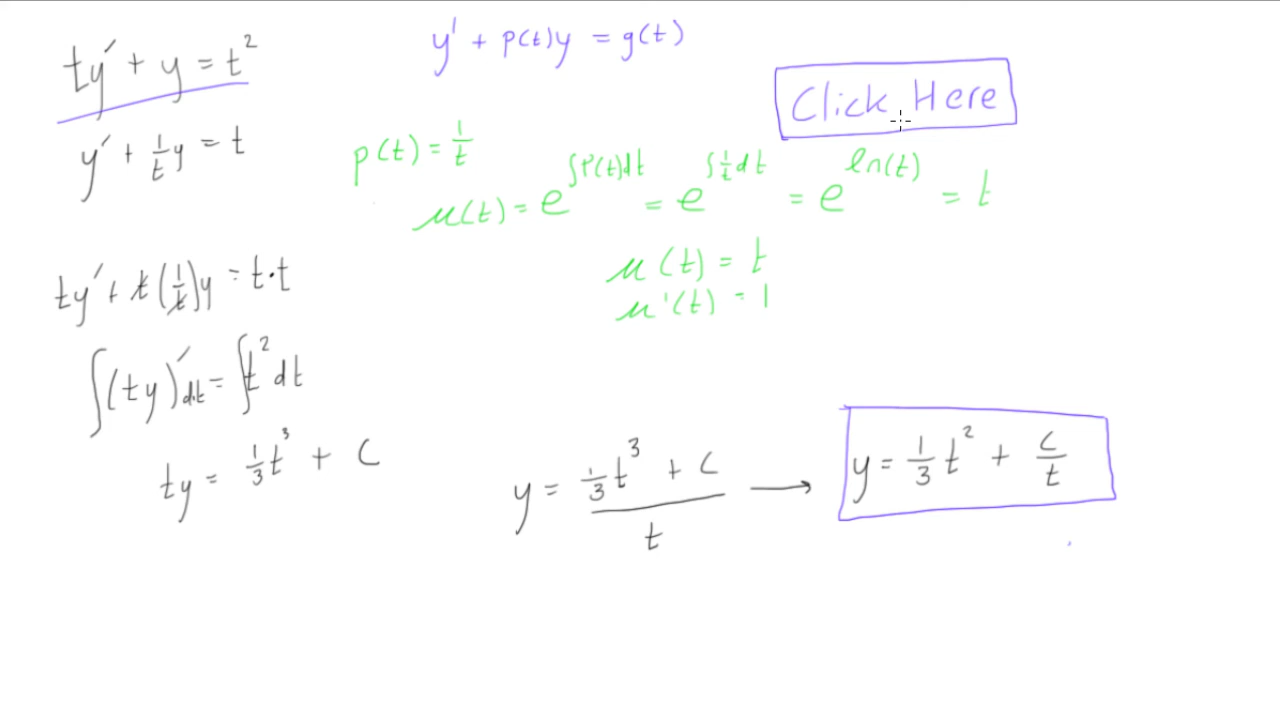 ty′ + y = t²
y′ + p(t)y = g(t)
Click Here
y′ + 1/t y = t
p(t) = 1/t
μ(t) = e^∫P(t)dt = e^∫1/t dt = e^ln(t) = t
μ(t) = t
μ'(t) = 1
ty′ + t(1/t)y = t·t
∫(ty)′dt = ∫t² dt
ty = 1/3 t³ + C
y = (1/3 t³ + C)/t → y = 1/3 t² + C/t